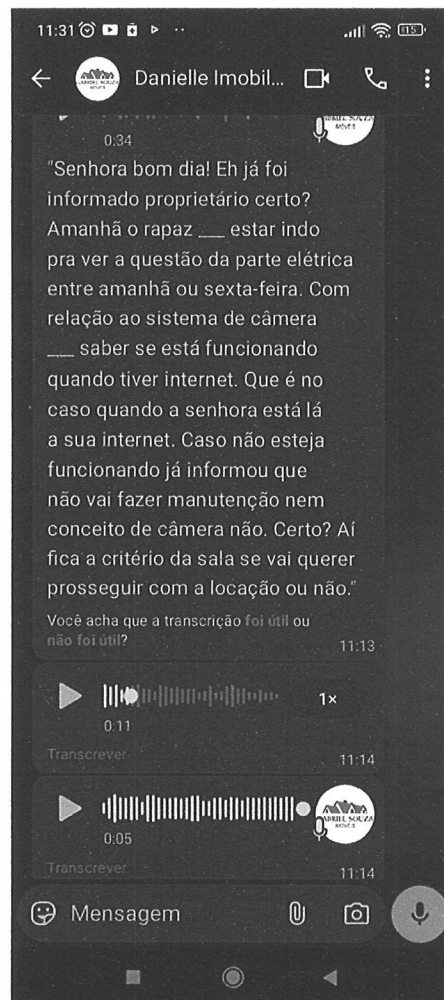 11:31
15
Danielle Imobil...
0:34
"Senhora bom dia! Eh já foi
informado proprietário certo?
Amanhã o rapaz ___ estar indo
pra ver a questão da parte elétrica
entre amanhã ou sexta-feira. Com
relação ao sistema de câmera
___ saber se está funcionando
quando tiver internet. Que é no
caso quando a senhora está lá
a sua internet. Caso não esteja
funcionando já informou que
não vai fazer manutenção nem
conceito de câmera não. Certo? Aí
fica a critério da sala se vai querer
prosseguir com a locação ou não."
Você acha que a transcrição foi útil ou
não foi útil?
11:13
1×
0:11
Transcrever
11:14
0:05
Transcrever
11:14
Mensagem